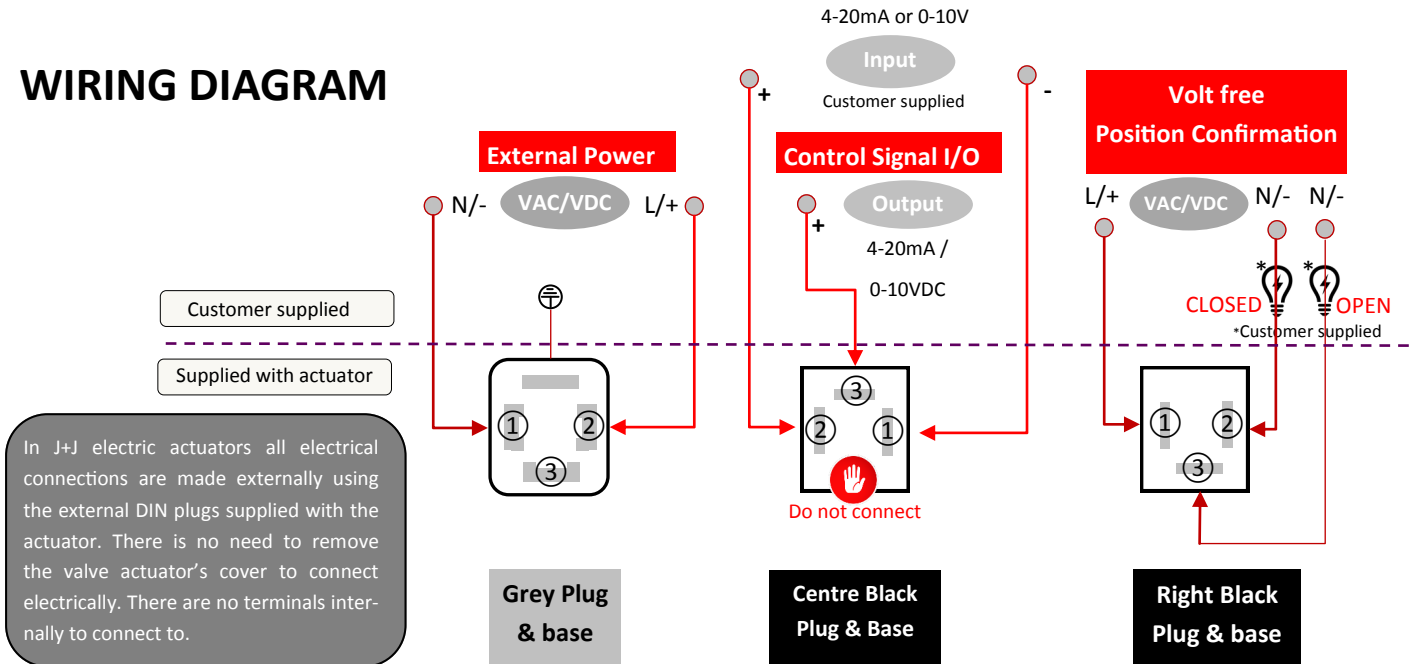 WIRING DIAGRAM
4-20mA or 0-10V
Input
Customer supplied
+
-
External Power
N/- VAC/VDC L/+
Control Signal I/O
Output
+
4-20mA /
0-10VDC
Volt free
Position Confirmation
L/+ VAC/VDC N/- N/-
* *
CLOSED OPEN
*Customer supplied
Customer supplied
Supplied with actuator
1 2
3
3
2 1
Do not connect
1 2
3
In J+J electric actuators all electrical
connections are made externally using
the external DIN plugs supplied with the
actuator. There is no need to remove
the valve actuator’s cover to connect
electrically. There are no terminals inter-
nally to connect to.
Grey Plug
& base
Centre Black
Plug & Base
Right Black
Plug & base